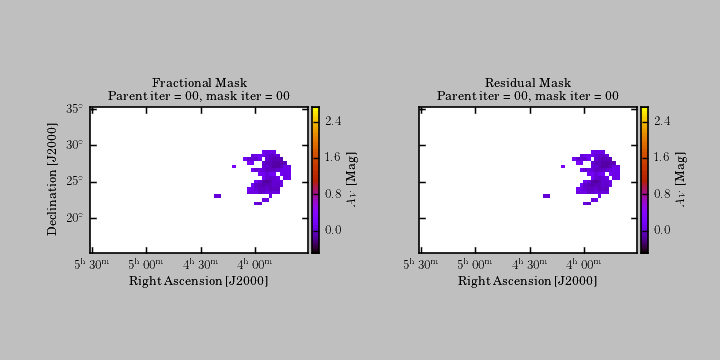 Fractional Mask
Parent iter = 00, mask iter = 00
35°
30°
25°
20°
Declination [J2000]
5ʰ 30ᵐ 5ʰ 00ᵐ 4ʰ 30ᵐ 4ʰ 00ᵐ
Right Ascension [J2000]
2.4
1.6
0.8
0.0
Av [Mag]
Residual Mask
Parent iter = 00, mask iter = 00
5ʰ 30ᵐ 5ʰ 00ᵐ 4ʰ 30ᵐ 4ʰ 00ᵐ
Right Ascension [J2000]
2.4
1.6
0.8
0.0
Av [Mag]